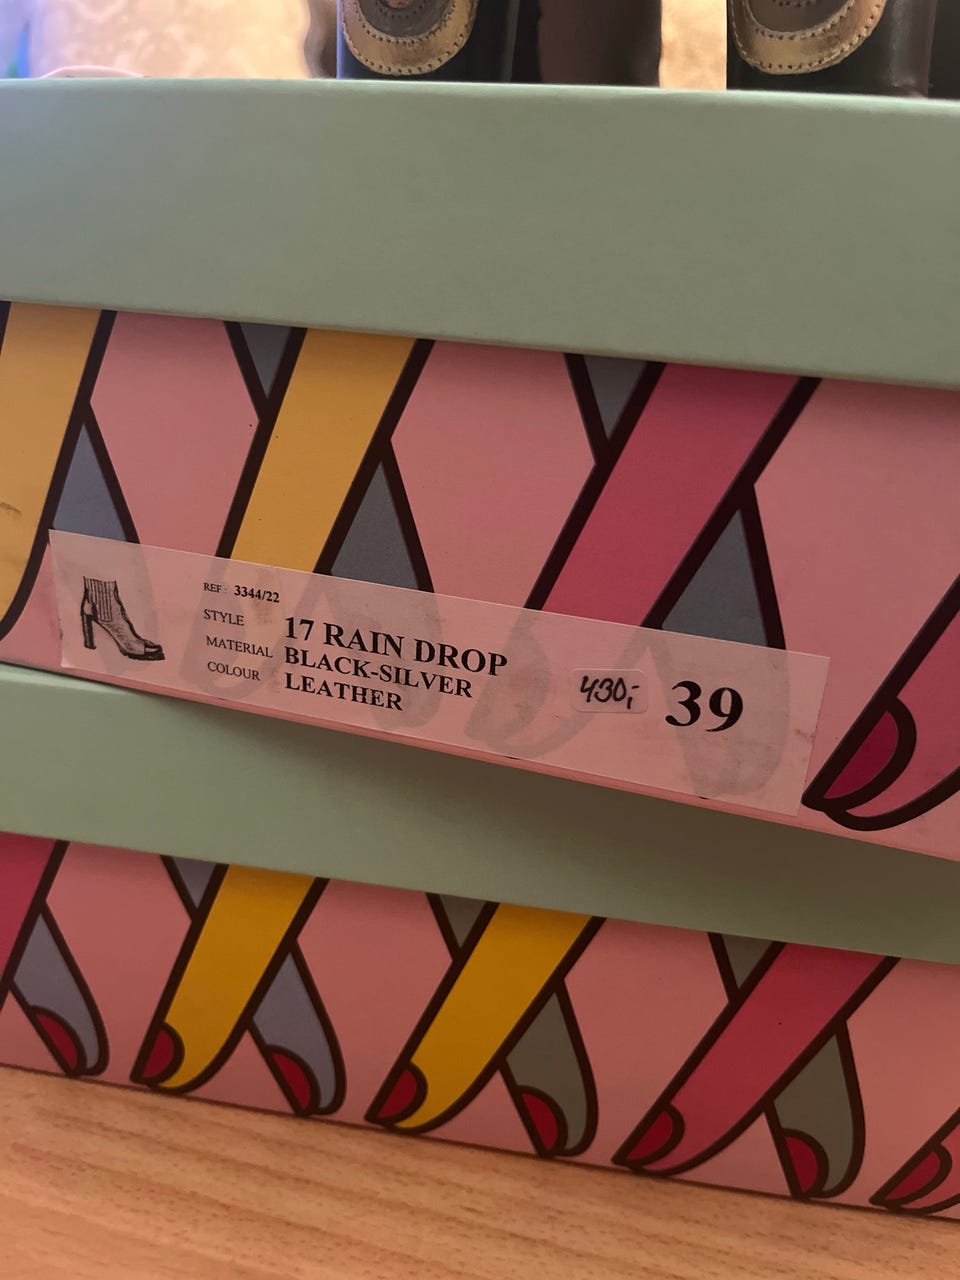 REF: 3344/22
STYLE 17 RAIN DROP
MATERIAL BLACK-SILVER
COLOUR LEATHER
430,-
39